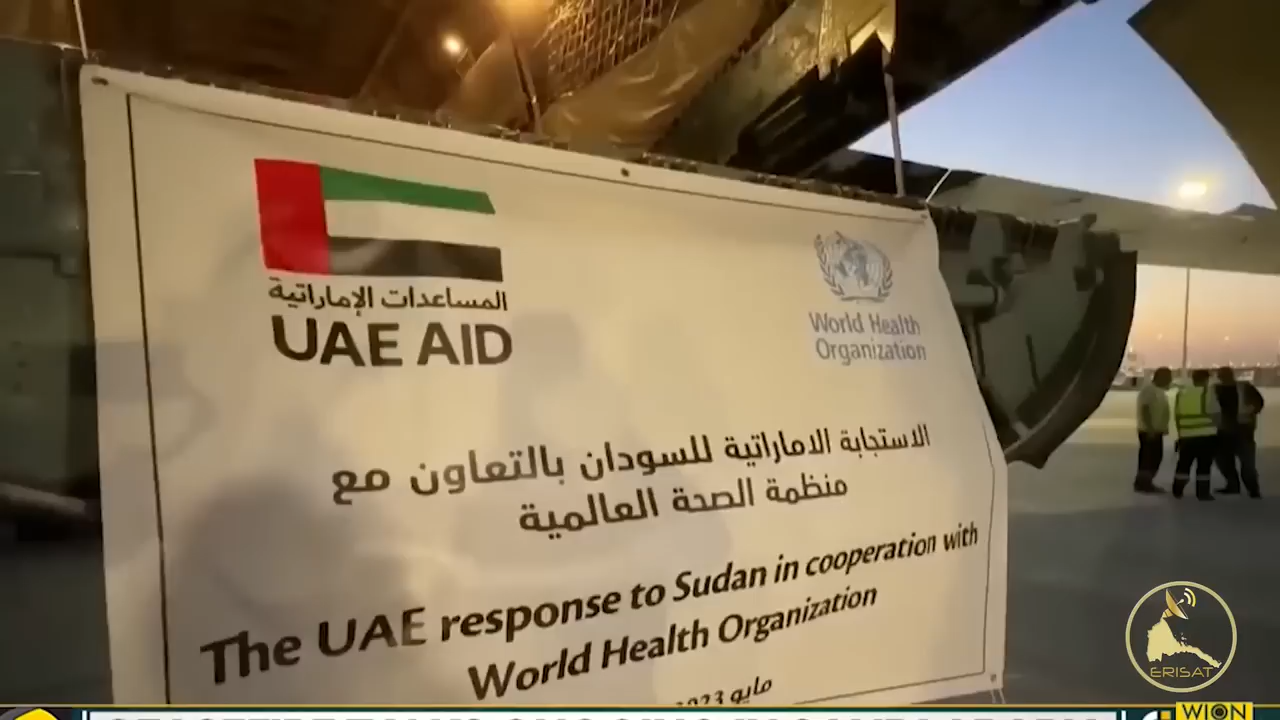 المساعدات الإماراتية
UAE AID
World Health
Organization
الاستجابة الاماراتية للسودان بالتعاون مع
منظمة الصحة العالمية
The UAE response to Sudan in cooperation with
World Health Organization
مايو 2023
ERISAT
WION